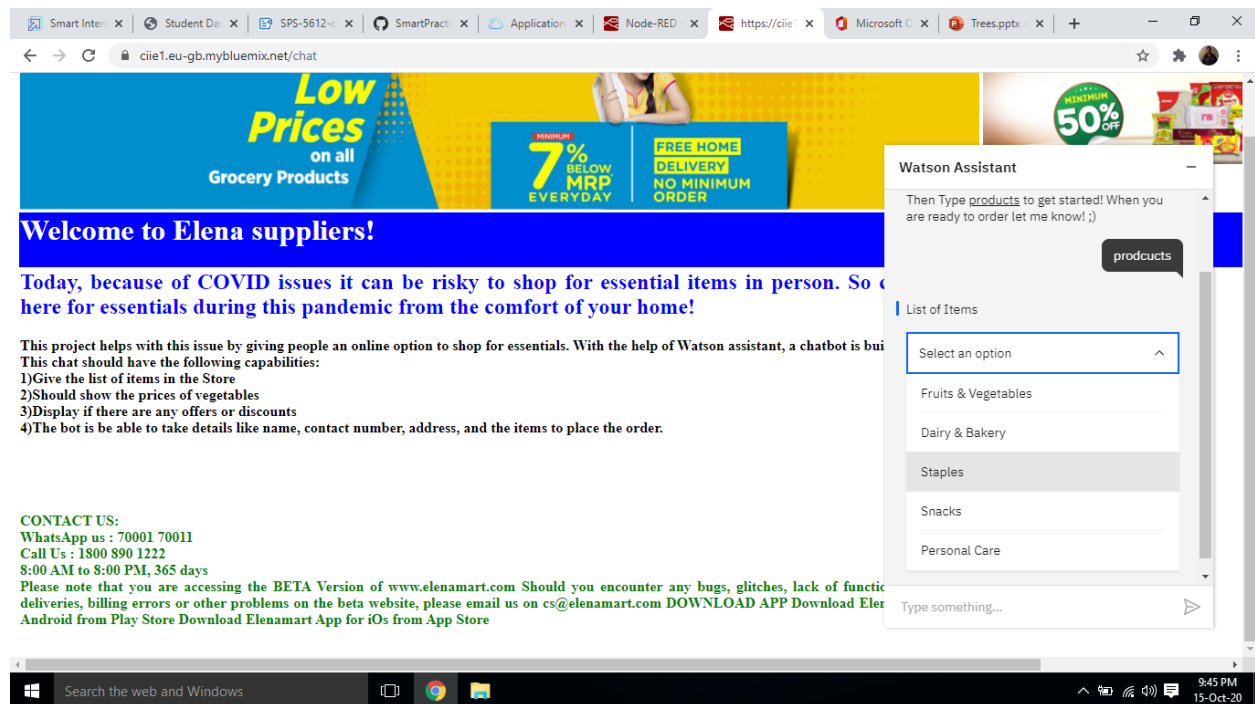 Smart Inter
Student Da
SPS-5612-c
SmartPracti
Application
Node-RED
https://ciie1
Microsoft O
Trees.pptx -
ciie1.eu-gb.mybluemix.net/chat
Low
Prices
on all
Grocery Products
MINIMUM
7%
BELOW
MRP
EVERYDAY
FREE HOME
DELIVERY
NO MINIMUM
ORDER
MINIMUM
50%
OFF
Welcome to Elena suppliers!
Today, because of COVID issues it can be risky to shop for essential items in person. So
here for essentials during this pandemic from the comfort of your home!
This project helps with this issue by giving people an online option to shop for essentials. With the help of Watson assistant, a chatbot is bui
This chat should have the following capabilities:
1)Give the list of items in the Store
2)Should show the prices of vegetables
3)Display if there are any offers or discounts
4)The bot is be able to take details like name, contact number, address, and the items to place the order.
CONTACT US:
WhatsApp us : 70001 70011
Call Us : 1800 890 1222
8:00 AM to 8:00 PM, 365 days
Please note that you are accessing the BETA Version of www.elenamart.com Should you encounter any bugs, glitches, lack of functio
deliveries, billing errors or other problems on the beta website, please email us on cs@elenamart.com DOWNLOAD APP Download Eler
Android from Play Store Download Elenamart App for iOs from App Store
Watson Assistant
Then Type products to get started! When you
are ready to order let me know! ;)
prodcucts
List of Items
Select an option
Fruits & Vegetables
Dairy & Bakery
Staples
Snacks
Personal Care
Type something...
Search the web and Windows
9:45 PM
15-Oct-20